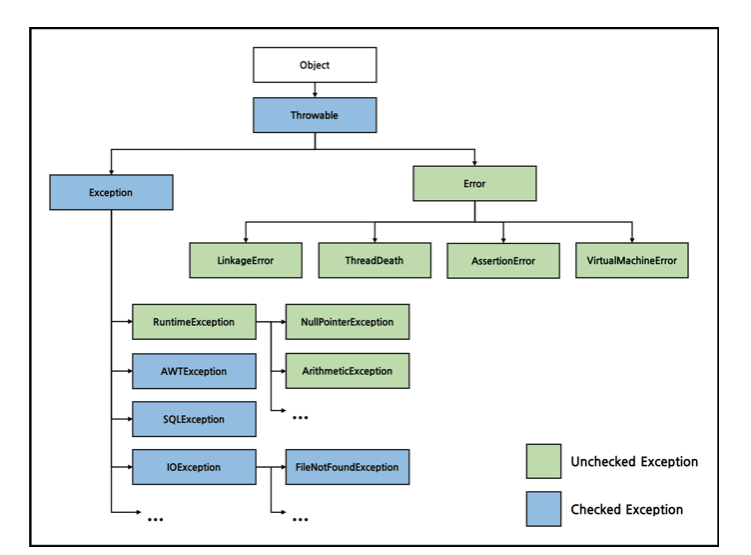 Object
Throwable
Exception
Error
LinkageError
ThreadDeath
AssertionError
VirtualMachineError
RuntimeException
NullPointerException
AWTException
ArithmeticException
...
SQLException
IOException
FileNotFoundException
...
...
Unchecked Exception
Checked Exception